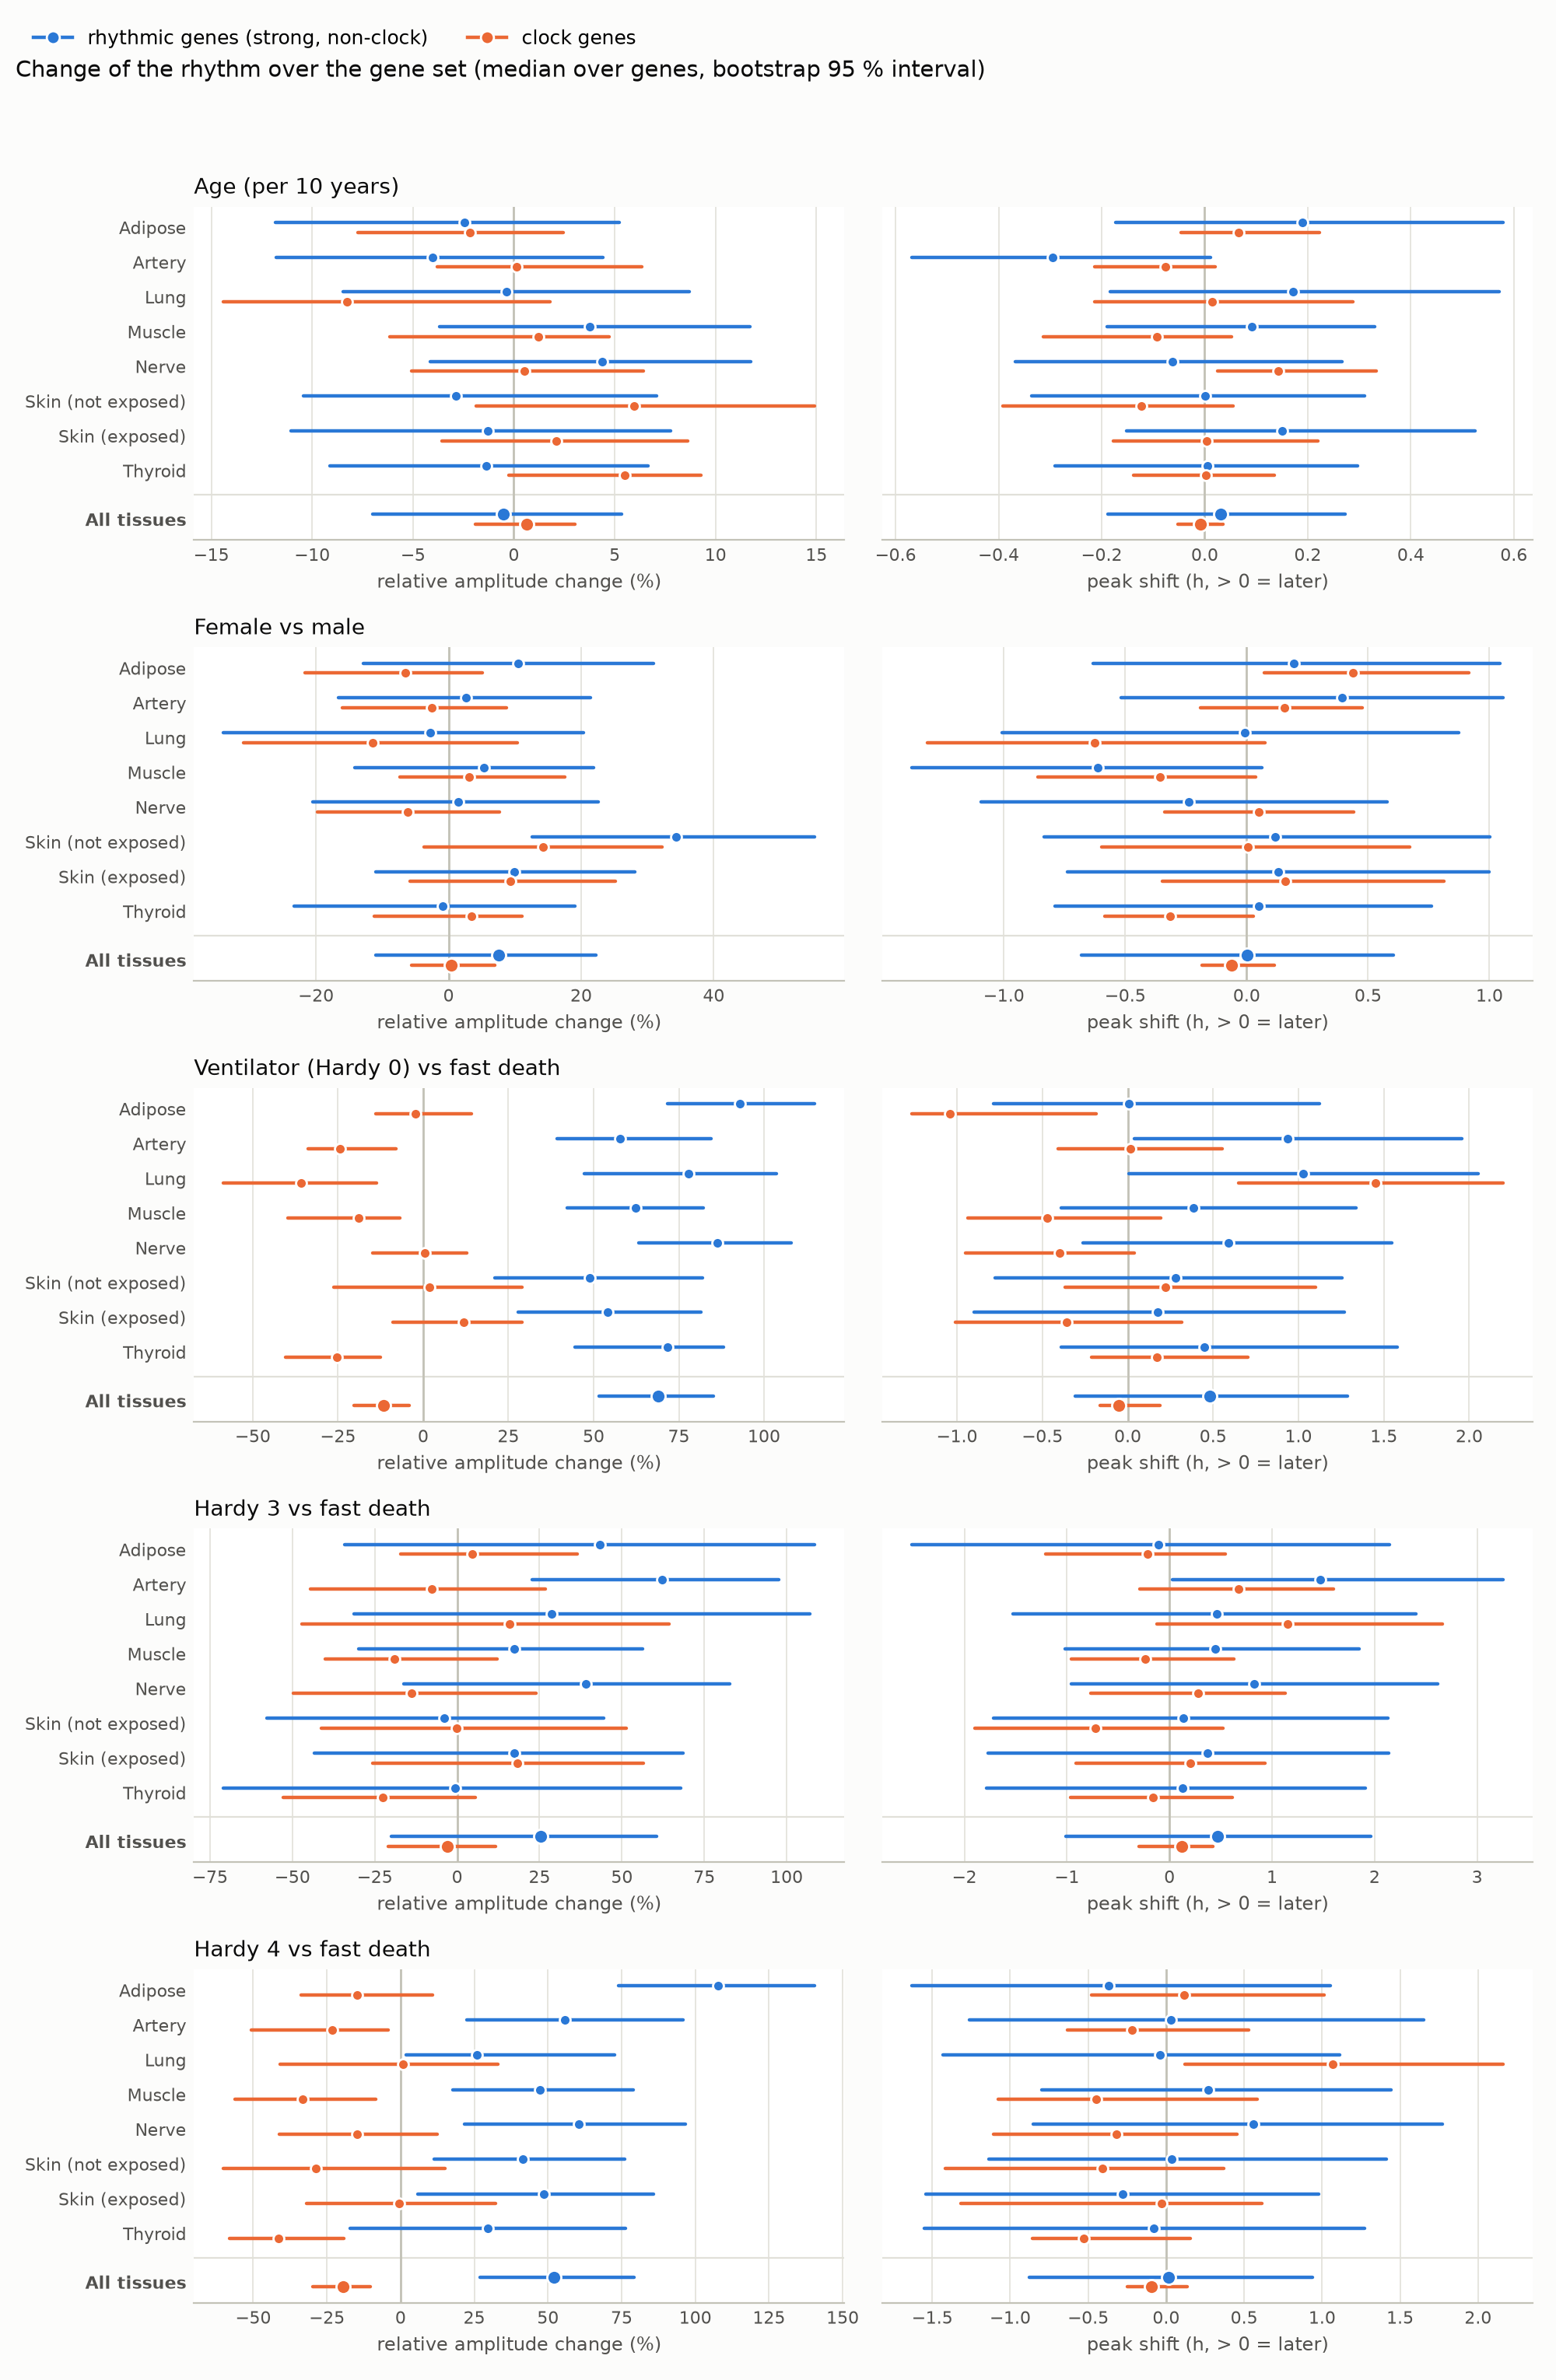 rhythmic genes (strong, non-clock) clock genes
Change of the rhythm over the gene set (median over genes, bootstrap 95 % interval)
Age (per 10 years)
Adipose
Artery
Lung
Muscle
Nerve
Skin (not exposed)
Skin (exposed)
Thyroid
All tissues
−15 −10 −5 0 5 10 15
relative amplitude change (%)
−0.6 −0.4 −0.2 0.0 0.2 0.4 0.6
peak shift (h, > 0 = later)
Female vs male
Adipose
Artery
Lung
Muscle
Nerve
Skin (not exposed)
Skin (exposed)
Thyroid
All tissues
−20 0 20 40
relative amplitude change (%)
−1.0 −0.5 0.0 0.5 1.0
peak shift (h, > 0 = later)
Ventilator (Hardy 0) vs fast death
Adipose
Artery
Lung
Muscle
Nerve
Skin (not exposed)
Skin (exposed)
Thyroid
All tissues
−50 −25 0 25 50 75 100
relative amplitude change (%)
−1.0 −0.5 0.0 0.5 1.0 1.5 2.0
peak shift (h, > 0 = later)
Hardy 3 vs fast death
Adipose
Artery
Lung
Muscle
Nerve
Skin (not exposed)
Skin (exposed)
Thyroid
All tissues
−75 −50 −25 0 25 50 75 100
relative amplitude change (%)
−2 −1 0 1 2 3
peak shift (h, > 0 = later)
Hardy 4 vs fast death
Adipose
Artery
Lung
Muscle
Nerve
Skin (not exposed)
Skin (exposed)
Thyroid
All tissues
−50 −25 0 25 50 75 100 125 150
relative amplitude change (%)
−1.5 −1.0 −0.5 0.0 0.5 1.0 1.5 2.0
peak shift (h, > 0 = later)